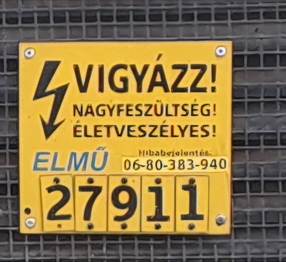 VIGYÁZZ!
NAGYFESZÜLTSÉG!
ÉLETVESZÉLYES!
ELMŰ
Hibabejelentés
06-80-383-940
27911